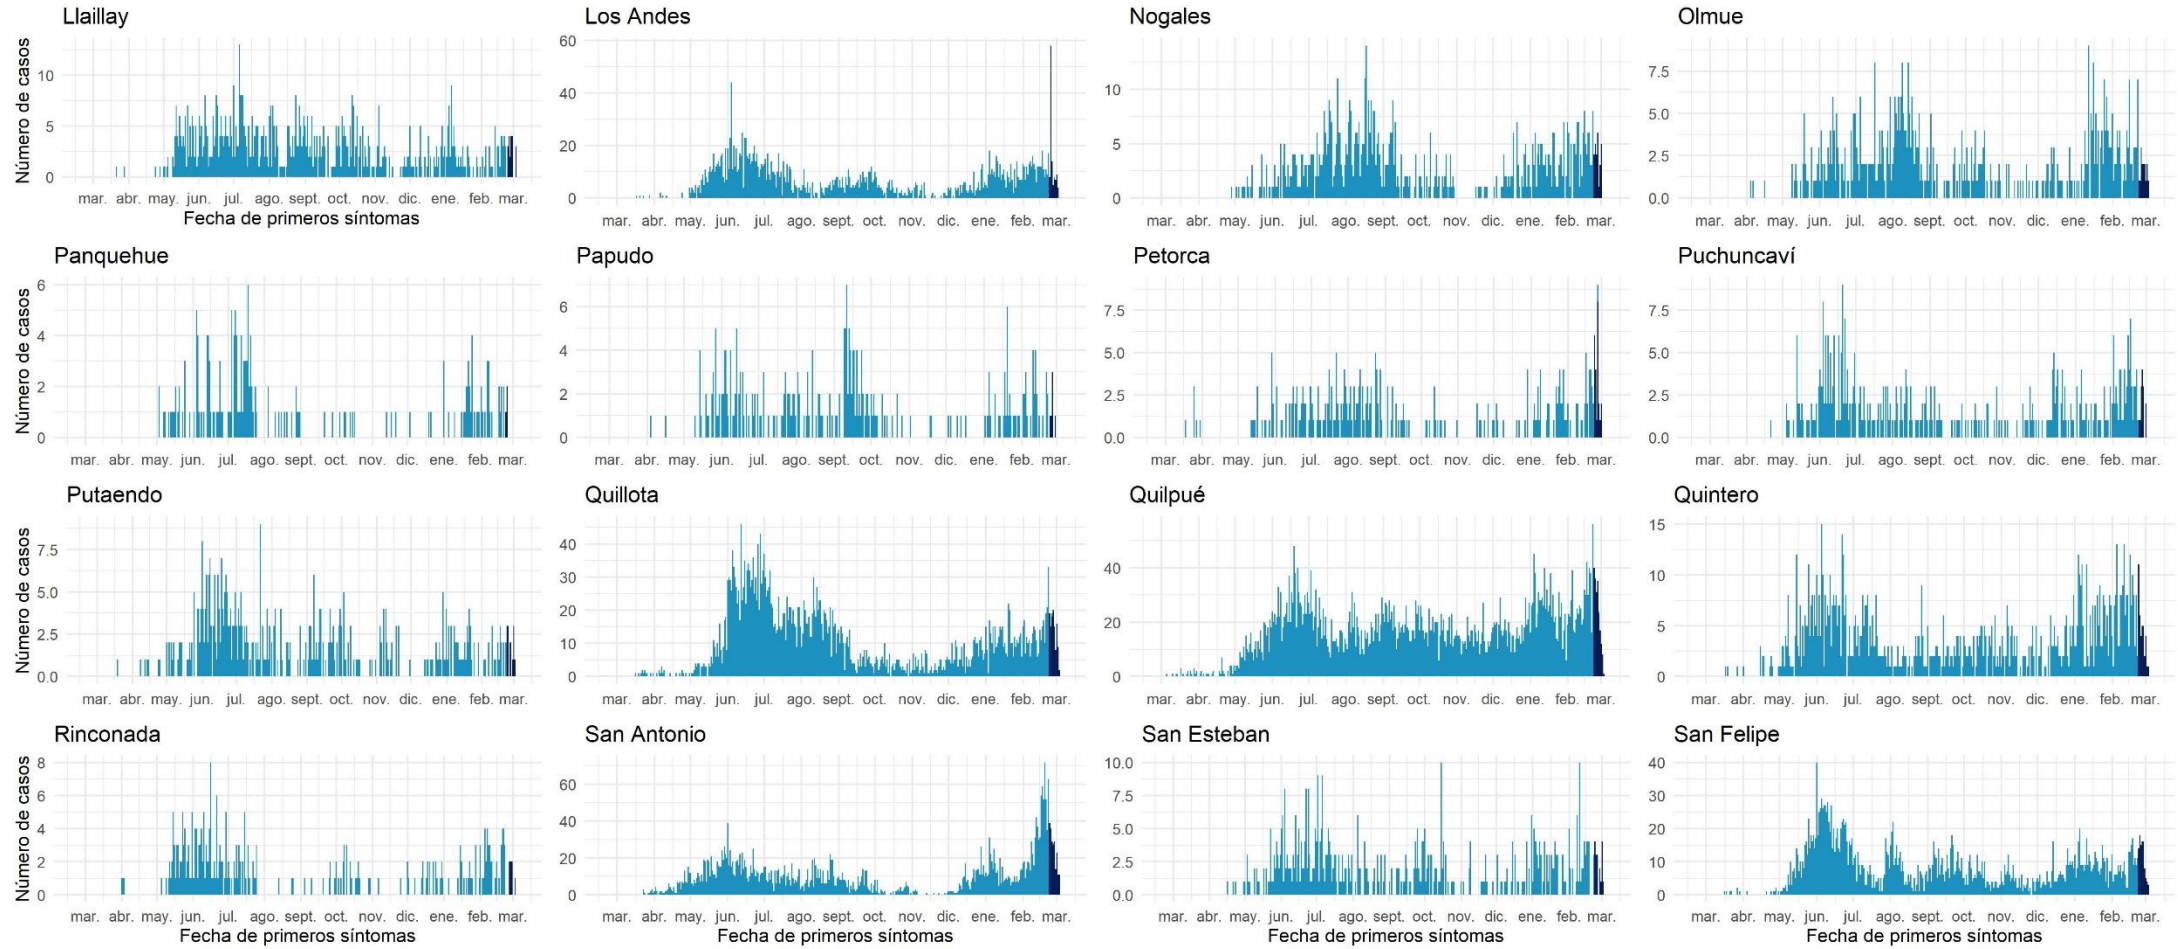 Llaillay
Número de casos
10
5
0
mar. abr. may. jun. jul. ago. sept. oct. nov. dic. ene. feb. mar.
Fecha de primeros síntomas
Los Andes
60
40
20
0
mar. abr. may. jun. jul. ago. sept. oct. nov. dic. ene. feb. mar.
Nogales
10
5
0
mar. abr. may. jun. jul. ago. sept. oct. nov. dic. ene. feb. mar.
Olmue
7.5
5.0
2.5
0.0
mar. abr. may. jun. jul. ago. sept. oct. nov. dic. ene. feb. mar.
Panquehue
Número de casos
6
4
2
0
mar. abr. may. jun. jul. ago. sept. oct. nov. dic. ene. feb. mar.
Papudo
6
4
2
0
mar. abr. may. jun. jul. ago. sept. oct. nov. dic. ene. feb. mar.
Petorca
7.5
5.0
2.5
0.0
mar. abr. may. jun. jul. ago. sept. oct. nov. dic. ene. feb. mar.
Puchuncaví
7.5
5.0
2.5
0.0
mar. abr. may. jun. jul. ago. sept. oct. nov. dic. ene. feb. mar.
Putaendo
Número de casos
7.5
5.0
2.5
0.0
mar. abr. may. jun. jul. ago. sept. oct. nov. dic. ene. feb. mar.
Quillota
40
30
20
10
0
mar. abr. may. jun. jul. ago. sept. oct. nov. dic. ene. feb. mar.
Quilpué
40
20
0
mar. abr. may. jun. jul. ago. sept. oct. nov. dic. ene. feb. mar.
Quintero
15
10
5
0
mar. abr. may. jun. jul. ago. sept. oct. nov. dic. ene. feb. mar.
Rinconada
Número de casos
8
6
4
2
0
mar. abr. may. jun. jul. ago. sept. oct. nov. dic. ene. feb. mar.
Fecha de primeros síntomas
San Antonio
60
40
20
0
mar. abr. may. jun. jul. ago. sept. oct. nov. dic. ene. feb. mar.
Fecha de primeros síntomas
San Esteban
10.0
7.5
5.0
2.5
0.0
mar. abr. may. jun. jul. ago. sept. oct. nov. dic. ene. feb. mar.
Fecha de primeros síntomas
San Felipe
40
30
20
10
0
mar. abr. may. jun. jul. ago. sept. oct. nov. dic. ene. feb. mar.
Fecha de primeros síntomas